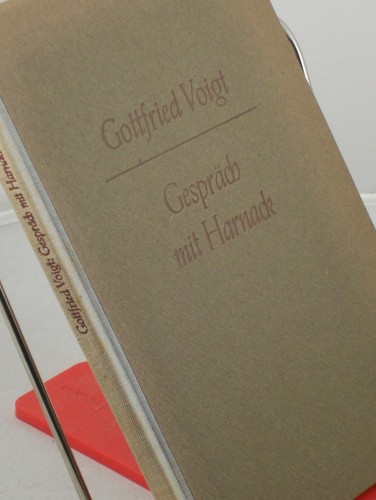 Gottfried Voigt
Gespräch
mit Harnack
Gottfried Voigt: Gespräch mit Harnack